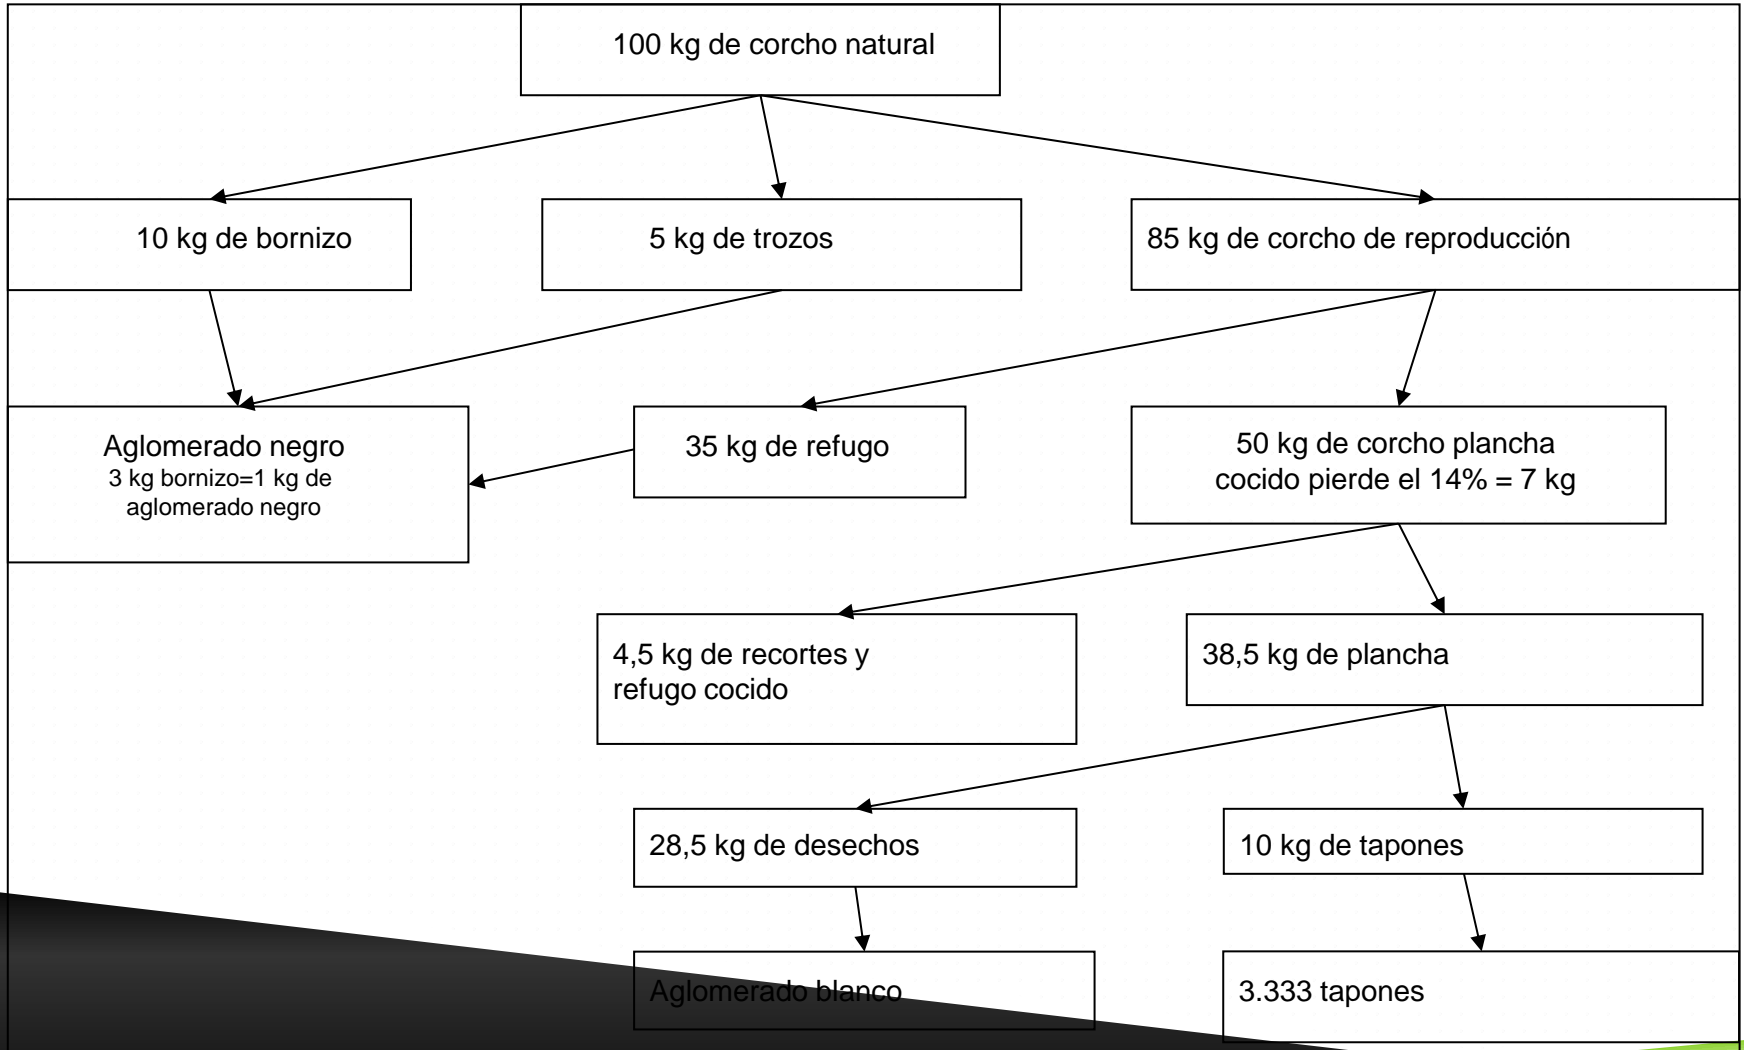 100 kg de corcho natural
10 kg de bornizo
5 kg de trozos
85 kg de corcho de reproducción
Aglomerado negro
3 kg bornizo=1 kg de
aglomerado negro
35 kg de refugo
50 kg de corcho plancha
cocido pierde el 14% = 7 kg
4,5 kg de recortes y
refugo cocido
38,5 kg de plancha
28,5 kg de desechos
10 kg de tapones
Aglomerado blanco
3.333 tapones